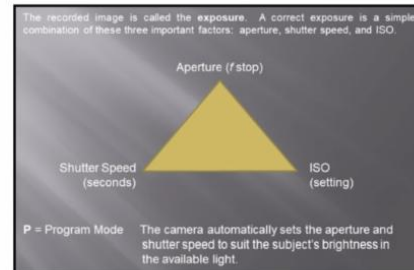 The recorded image is called the exposure. A correct exposure is a simple
combination of these three important factors: aperture, shutter speed, and ISO.
Aperture (f stop)
Shutter Speed
(seconds)
ISO
(setting)
P = Program Mode The camera automatically sets the aperture and
shutter speed to suit the subject's brightness in
the available light.